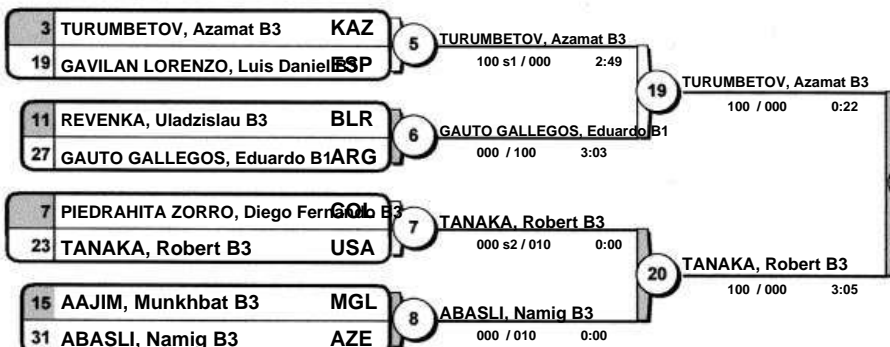 3 TURUMBETOV, Azamat B3 KAZ
19 GAVILAN LORENZO, Luis Daniel B3 ESP
5
TURUMBETOV, Azamat B3
100 s1 / 000 2:49
11 REVENKA, Uladzislau B3 BLR
27 GAUTO GALLEGOS, Eduardo B1 ARG
6
GAUTO GALLEGOS, Eduardo B1
000 / 100 3:03
19
TURUMBETOV, Azamat B3
100 / 000 0:22
7 PIEDRAHITA ZORRO, Diego Fernando B3 COL
23 TANAKA, Robert B3 USA
7
TANAKA, Robert B3
000 s2 / 010 0:00
15 AAJIM, Munkhbat B3 MGL
31 ABASLI, Namig B3 AZE
8
ABASLI, Namig B3
000 / 010 0:00
20
TANAKA, Robert B3
100 / 000 3:05